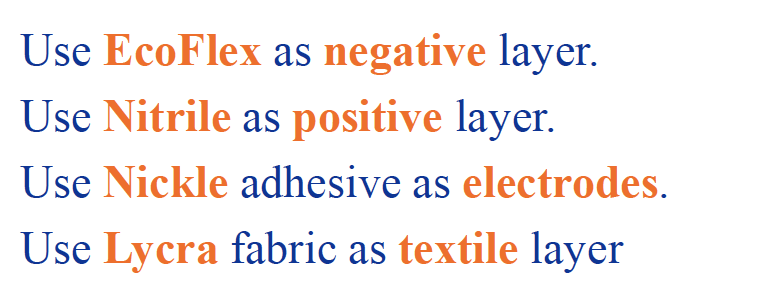 Use EcoFlex as negative layer.
Use Nitrile as positive layer.
Use Nickle adhesive as electrodes.
Use Lycra fabric as textile layer